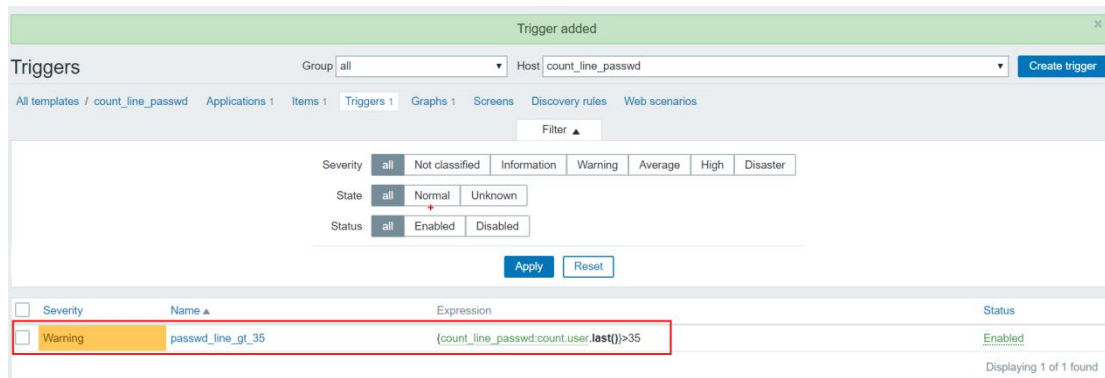 Trigger added
Triggers Group all Host count_line_passwd Create trigger
All templates / count_line_passwd Applications 1 Items 1 Triggers 1 Graphs 1 Screens Discovery rules Web scenarios
Filter ▲
Severity all Not classified Information Warning Average High Disaster
State all Normal Unknown
Status all Enabled Disabled
Apply Reset
Severity Name ▲ Expression Status
Warning passwd_line_gt_35 {count_line_passwd:count.user.last()}>35 Enabled
Displaying 1 of 1 found